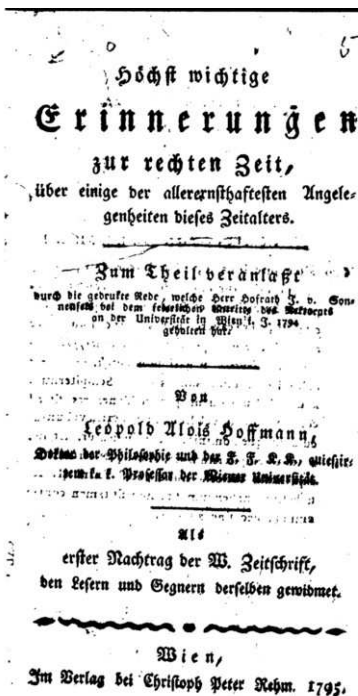 Höchst wichtige
Erinnerungen
zur rechten Zeit,
über einige der allerernsthaftesten Angele-
genheiten dieses Zeitalters.
Zum Theil veranlaßt
durch die gedrukte Rede, welche Herr Hofrath J. v. Son-
nenfels bei dem feierlichen Antritte des Rektorats
an der Universität in Wien i. J. 1794
gehalten hat.
Von
Leopold Alois Hoffmann,
Doktor der Philosophie und der F. F. K. K., quieszir-
Professor der Wiener Universität.
Als
erster Nachtrag der W. Zeitschrift,
den Lesern und Gegnern derselben gewidmet.
Wien,
Im Verlag bei Christoph Peter Rehm. 1795.